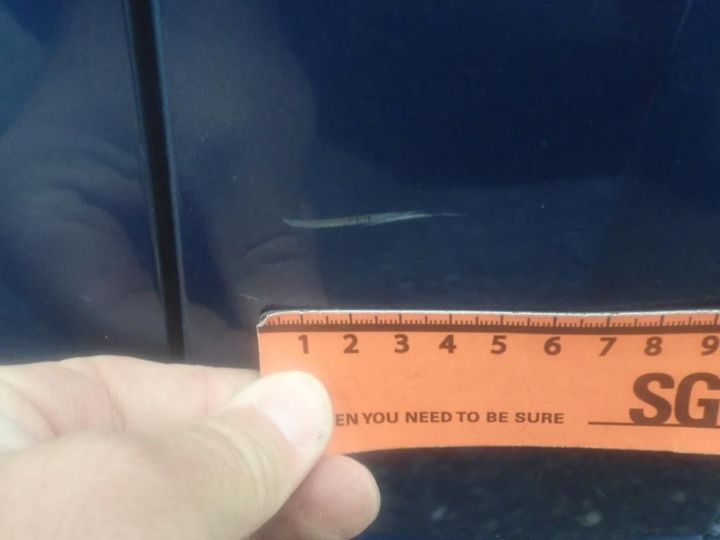 1 2 3 4 5 6 7 8 9
EN YOU NEED TO BE SURE SG